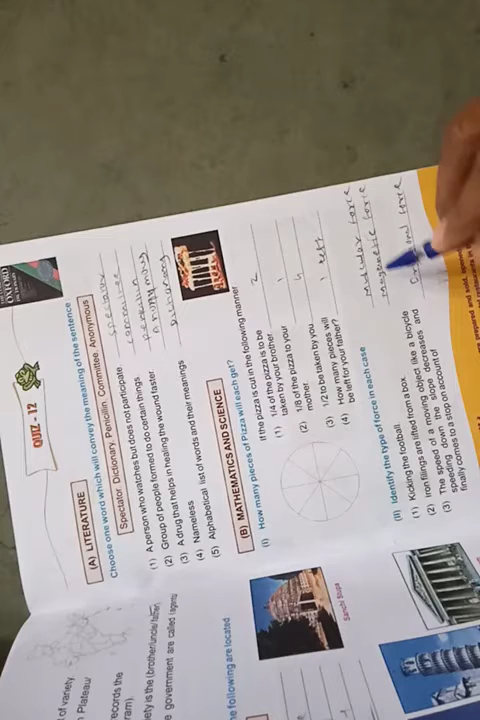 OXFORD
QUIZ - 12
(A) LITERATURE
Choose one word which will convey the meaning of the sentence
Spectator, Dictionary, Penicillin, Committee, Anonymous
(1) A person who watches but does not participate. spectator
(2) Group of people formed to do certain things. committee
(3) A drug that helps in healing the wound faster. penicillin
(4) Nameless. anonymous
(5) Alphabetical list of words and their meanings
(B) MATHEMATICS AND SCIENCE
(I) How many pieces of Pizza will each get?
If the pizza is cut in the following manner
(1) 1/4 of the pizza is to be
taken by your brother. 2
(2) 1/8 of the pizza to your
mother.
(3) 1/2 to be taken by you. 4
(4) How many pieces will
be left for your father? 1 left
(II) Identify the type of force in each case
(1) Kicking the football. muscular force
(2) Iron filings are lifted from a box. magnetic force
(3) The speed of a moving object like a bicycle
speeding down the slope decreases and
finally comes to a stop on account of force
of variety
Plateau/
records the
ram).
iety is the (brother/uncle/father)
e government are called (agent/
he following are located
Sanchi Stupa